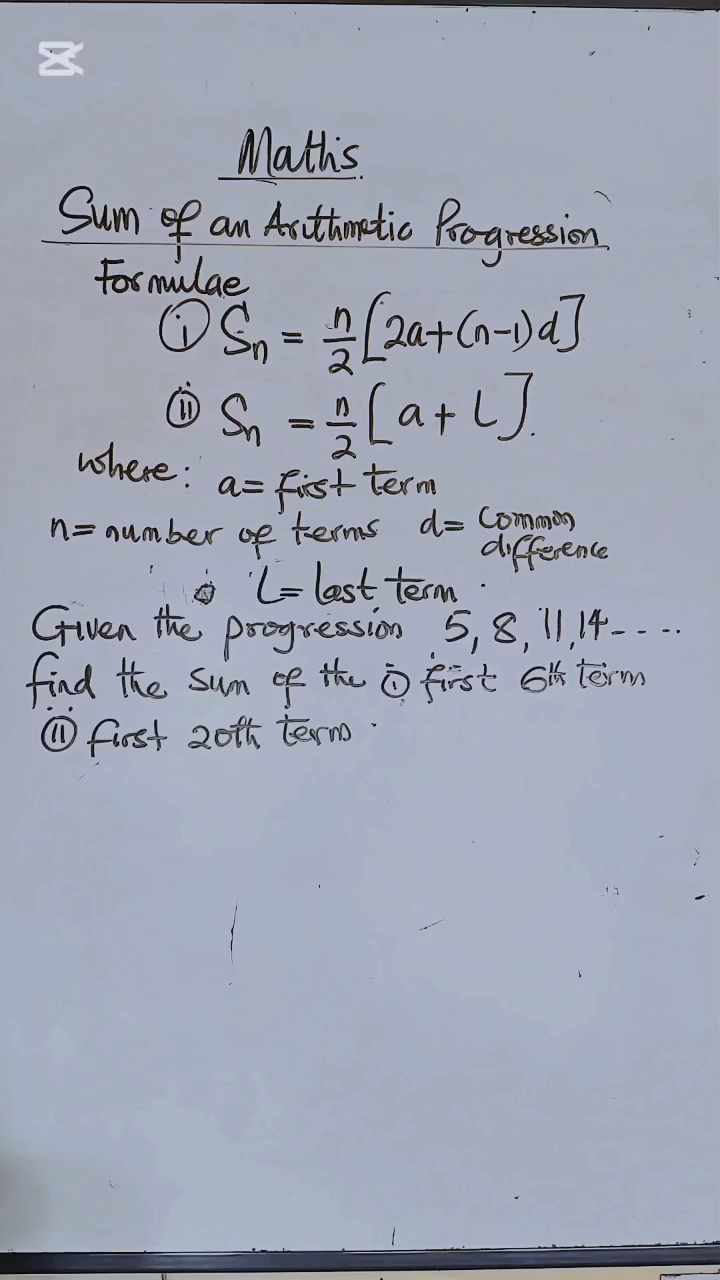 Maths.
Sum of an Arithmetic Progression
Formulae
(i) Sn = n/2 [2a+(n-1)d]
(ii) Sn = n/2 [a + L].
where: a= first term
n= number of terms d= Common difference
L= last term.
Given the progression 5, 8, 11, 14----
find the sum of the (i) first 6th term
(ii) first 20th term.